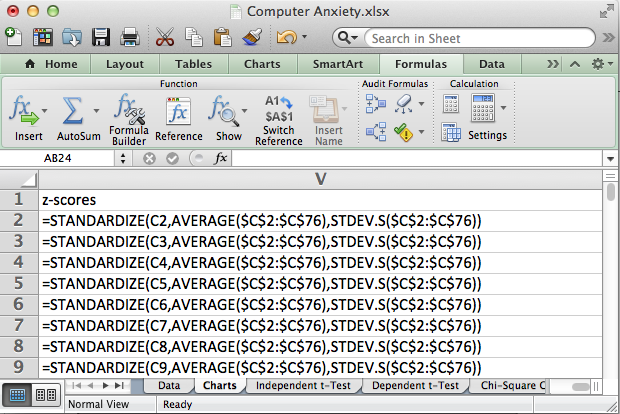 Computer Anxiety.xlsx
Search in Sheet
Home Layout Tables Charts SmartArt Formulas Data
Function Audit Formulas Calculation
fx Σ fx fx fx A1 Insert
$A$1
Insert AutoSum Formula Builder Reference Show Switch Reference Insert Name Settings
AB24 fx
V
1 z-scores
2 =STANDARDIZE(C2,AVERAGE($C$2:$C$76),STDEV.S($C$2:$C$76))
3 =STANDARDIZE(C3,AVERAGE($C$2:$C$76),STDEV.S($C$2:$C$76))
4 =STANDARDIZE(C4,AVERAGE($C$2:$C$76),STDEV.S($C$2:$C$76))
5 =STANDARDIZE(C5,AVERAGE($C$2:$C$76),STDEV.S($C$2:$C$76))
6 =STANDARDIZE(C6,AVERAGE($C$2:$C$76),STDEV.S($C$2:$C$76))
7 =STANDARDIZE(C7,AVERAGE($C$2:$C$76),STDEV.S($C$2:$C$76))
8 =STANDARDIZE(C8,AVERAGE($C$2:$C$76),STDEV.S($C$2:$C$76))
9 =STANDARDIZE(C9,AVERAGE($C$2:$C$76),STDEV.S($C$2:$C$76))
Data Charts Independent t-Test Dependent t-Test Chi-Square
Normal View Ready